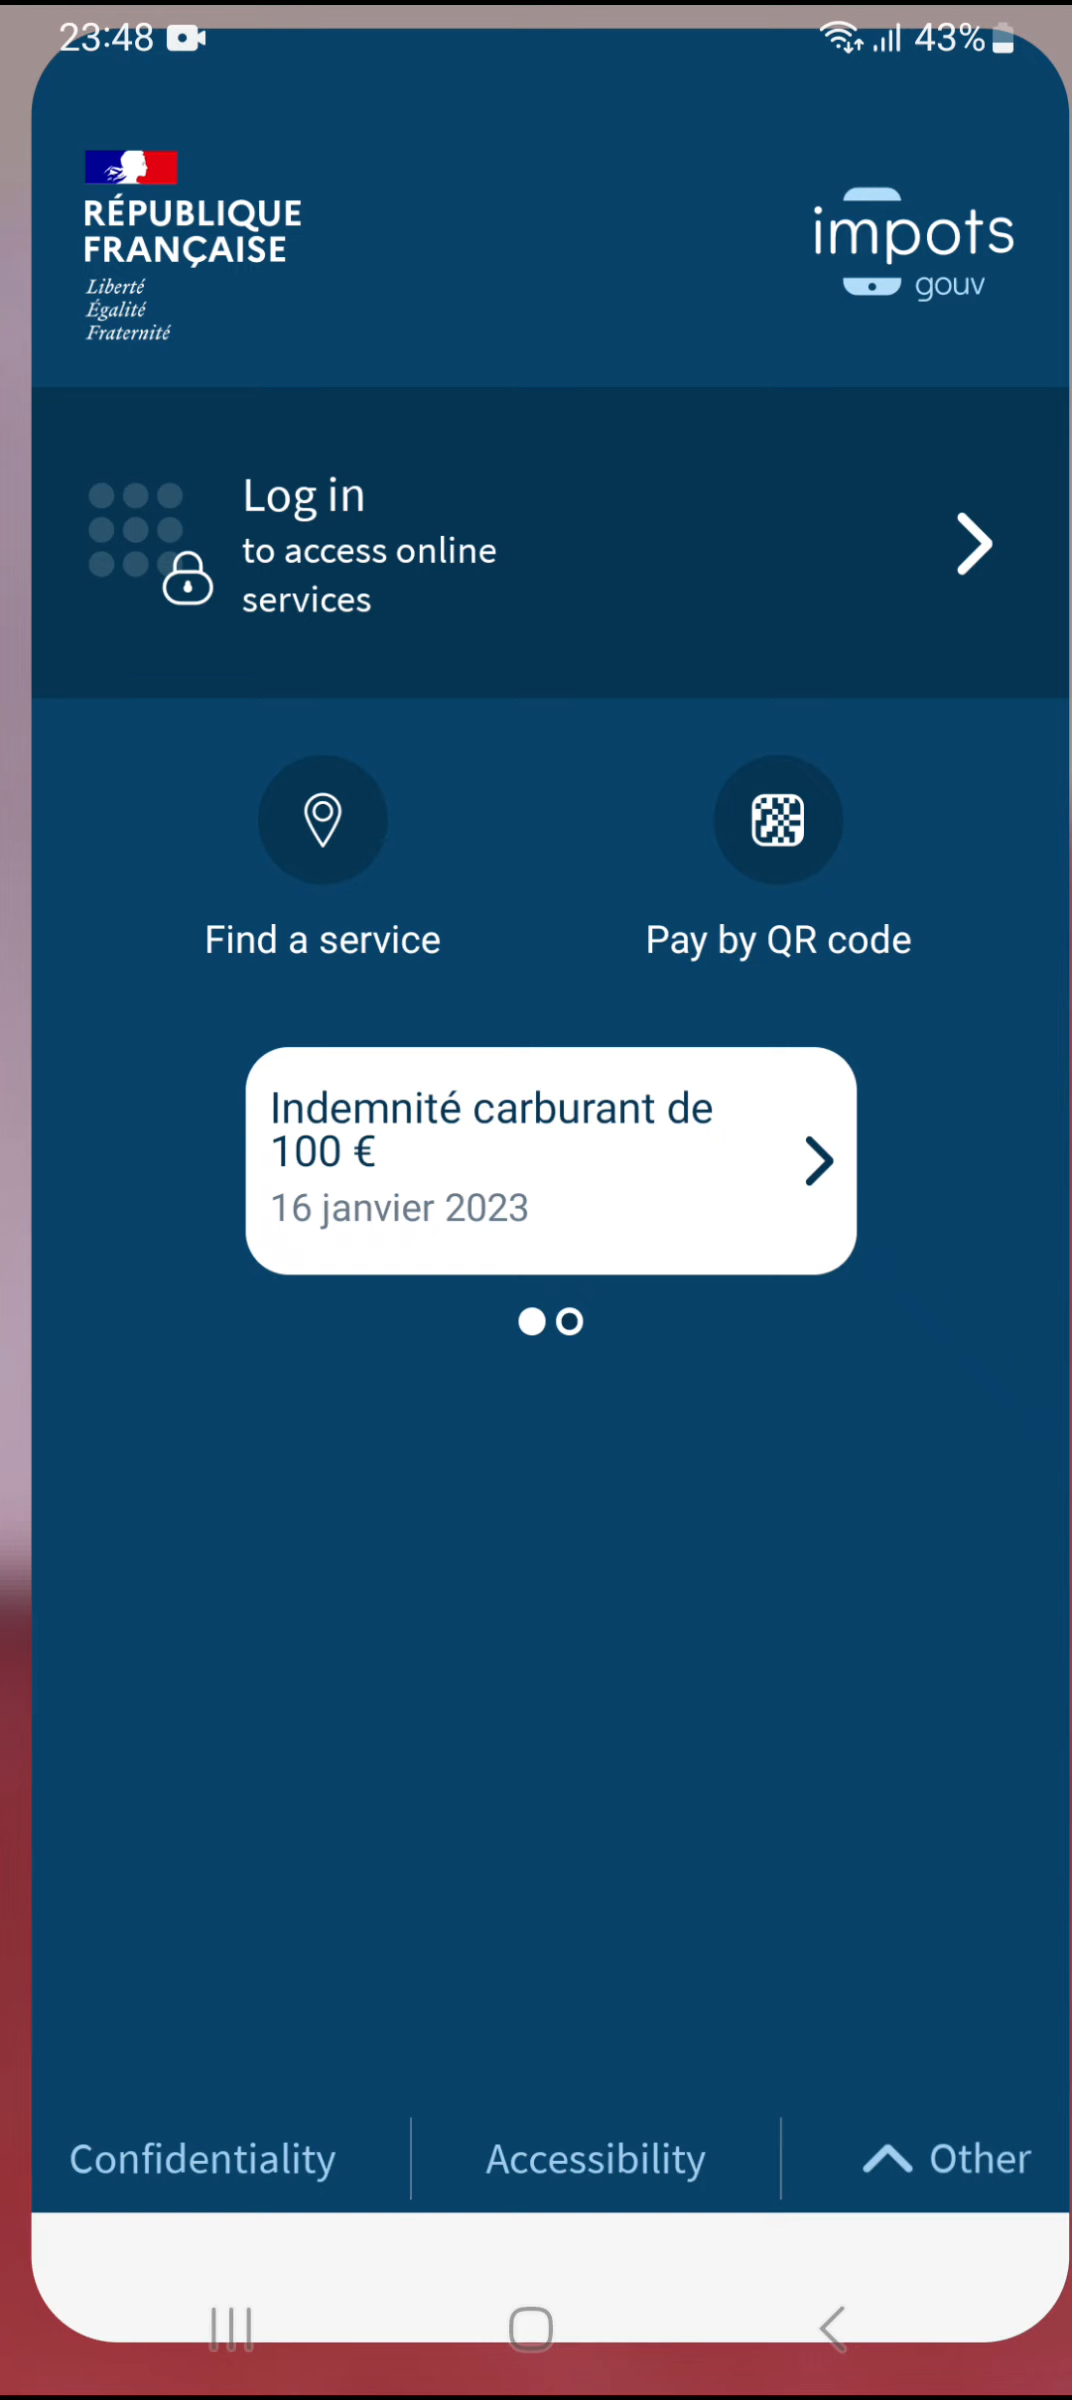 23:48
43%
RÉPUBLIQUE
FRANÇAISE
Liberté
Égalité
Fraternité
impots
gouv
Log in
to access online
services
Find a service
Pay by QR code
Indemnité carburant de
100 €
16 janvier 2023
Confidentiality
Accessibility
Other